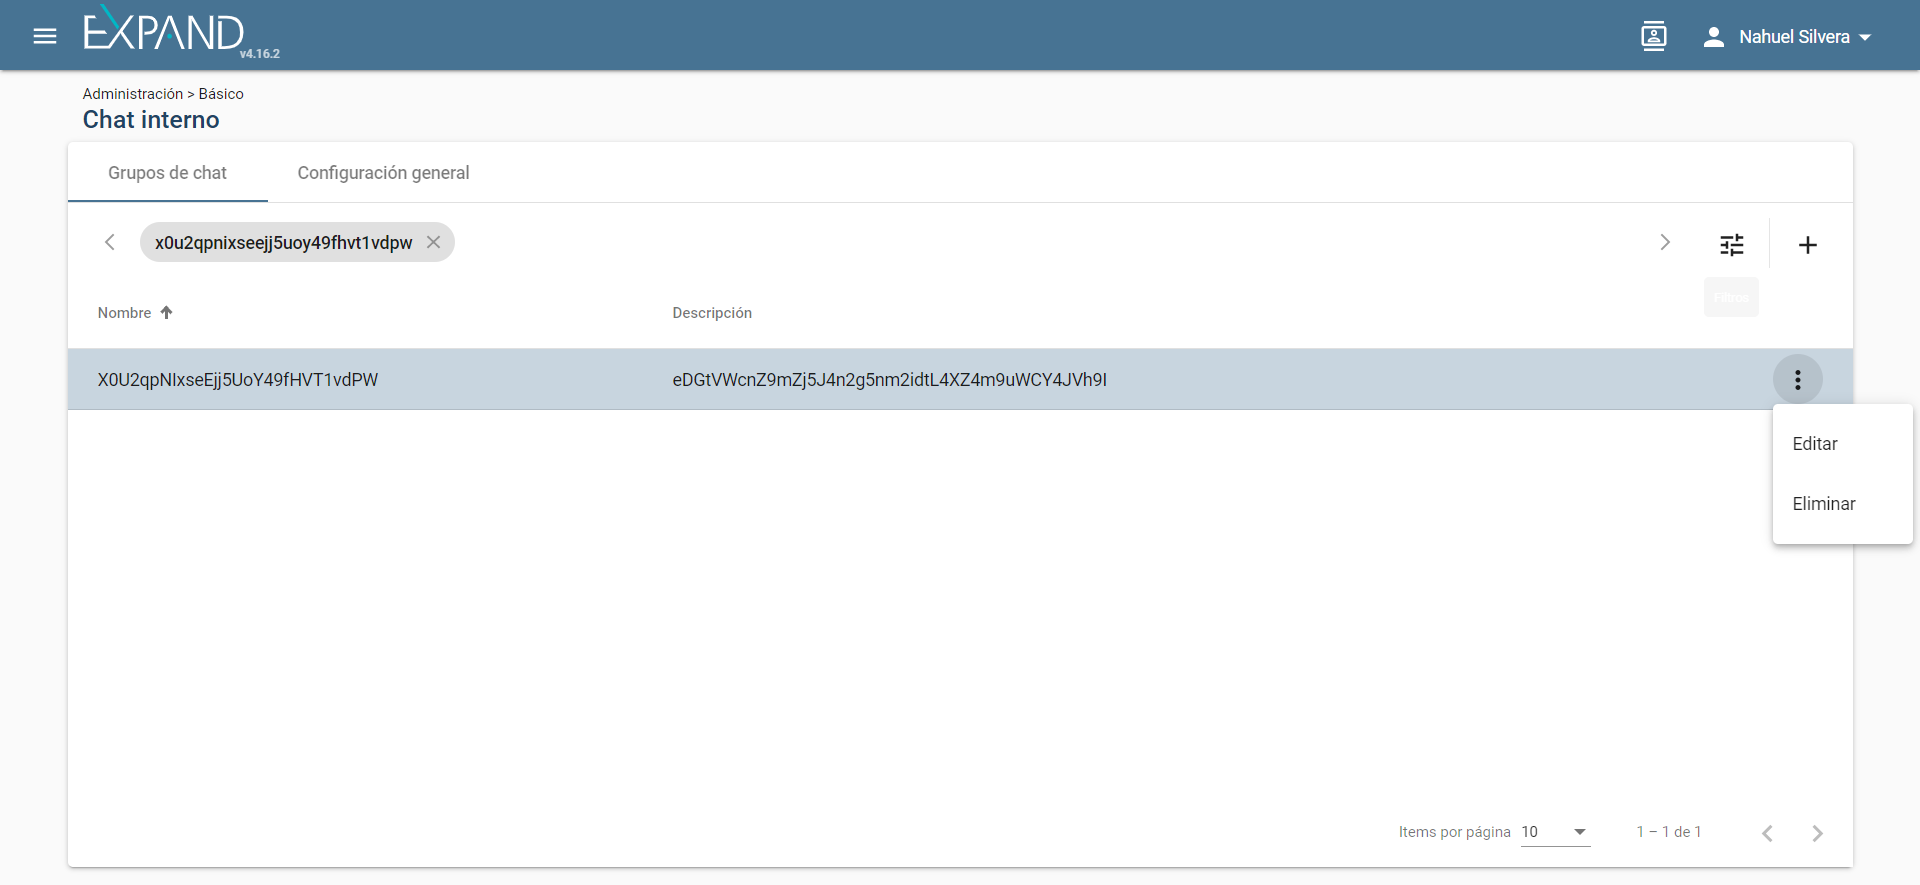 EXPAND
v4.16.2
Nahuel Silvera
Administración > Básico
Chat interno
Grupos de chat
Configuración general
x0u2qpnixseejj5uoy49fhvt1vdpw
Filtros
Nombre
Descripción
X0U2qpNIxseEjj5UoY49fHVT1vdPW
eDGtVWcnZ9mZj5J4n2g5nm2idtL4XZ4m9uWCY4JVh9I
Editar
Eliminar
Items por página
10
1 – 1 de 1